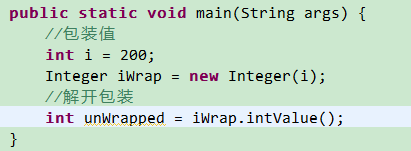 public static void main(String args) {
//包装值
int i = 200;
Integer iWrap = new Integer(i);
//解开包装
int unWrapped = iWrap.intValue();
}